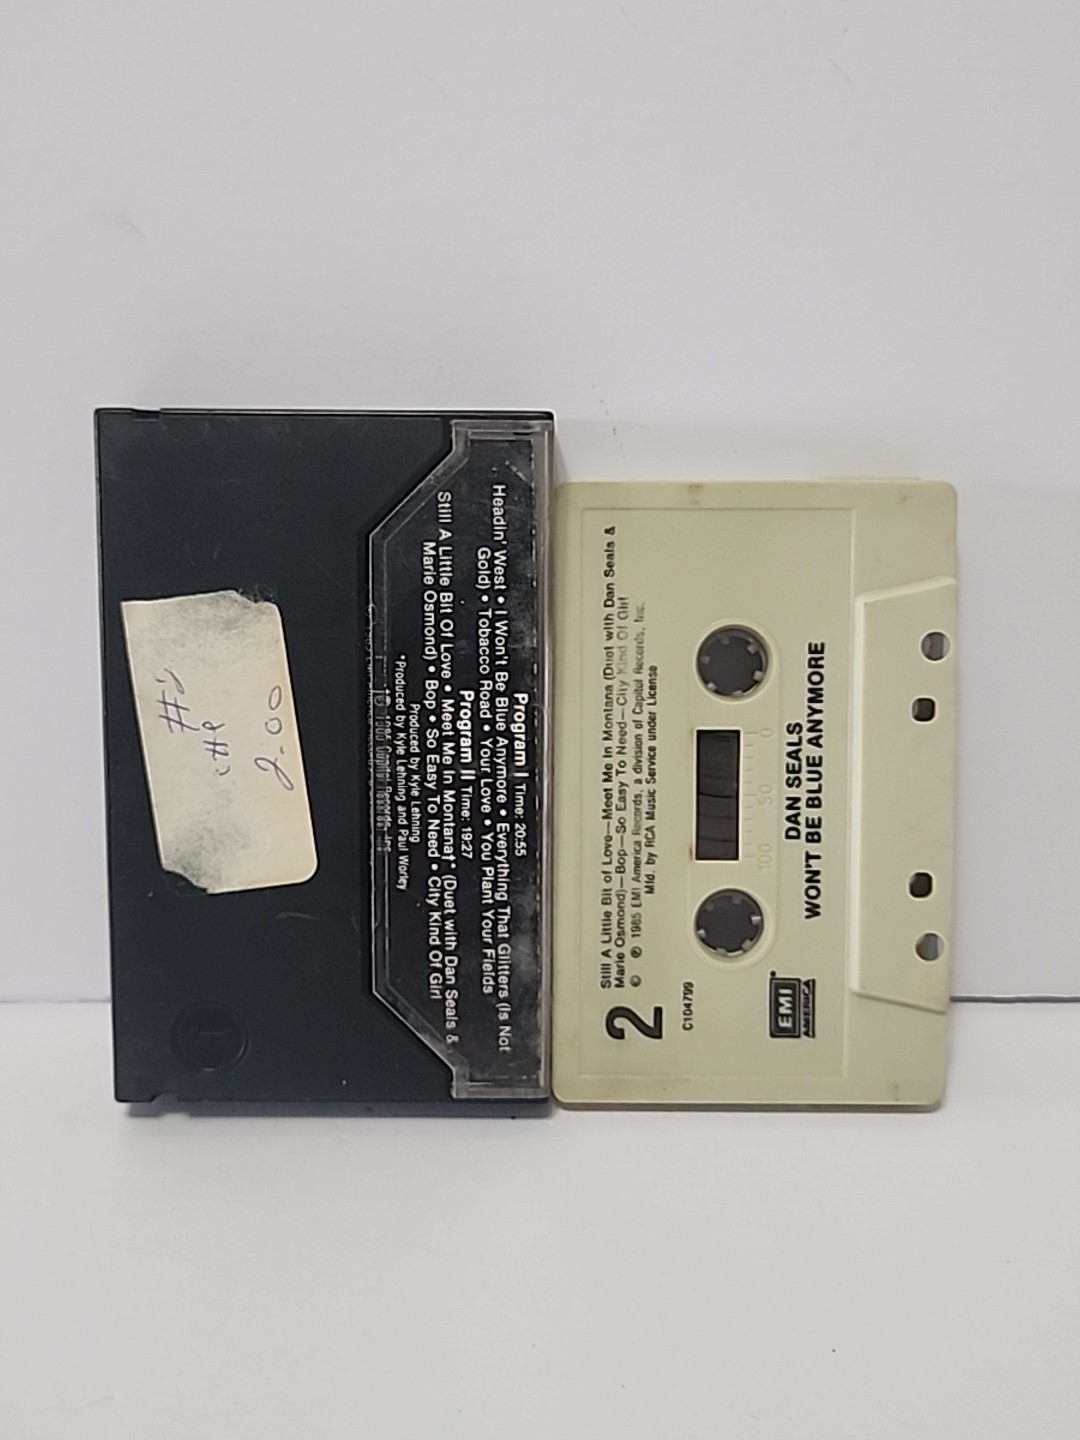 #2
2.00
Program I Time: 20:55
Headin' West • I Won't Be Blue Anymore • Everything That Glitters (Is Not
Gold) • Tobacco Road • Your Love • You Plant Your Fields
Program II Time: 19:27
Still A Little Bit Of Love • Meet Me In Montana* (Duet with Dan Seals &
Marie Osmond) • Bop • So Easy To Need • City Kind Of Girl
Produced by Kyle Lehning
*Produced by Kyle Lehning and Paul Worley
Still A Little Bit of Love—Meet Me In Montana (Duet with Dan Seals &
Marie Osmond)—Bop—So Easy To Need—City Kind Of Girl
© ℗ 1985 EMI America Records, a division of Capitol Records, Inc.
Mfd. by RCA Music Service under License
2
C104799
100 50 0
DAN SEALS
WON'T BE BLUE ANYMORE
EMI
AMERICA